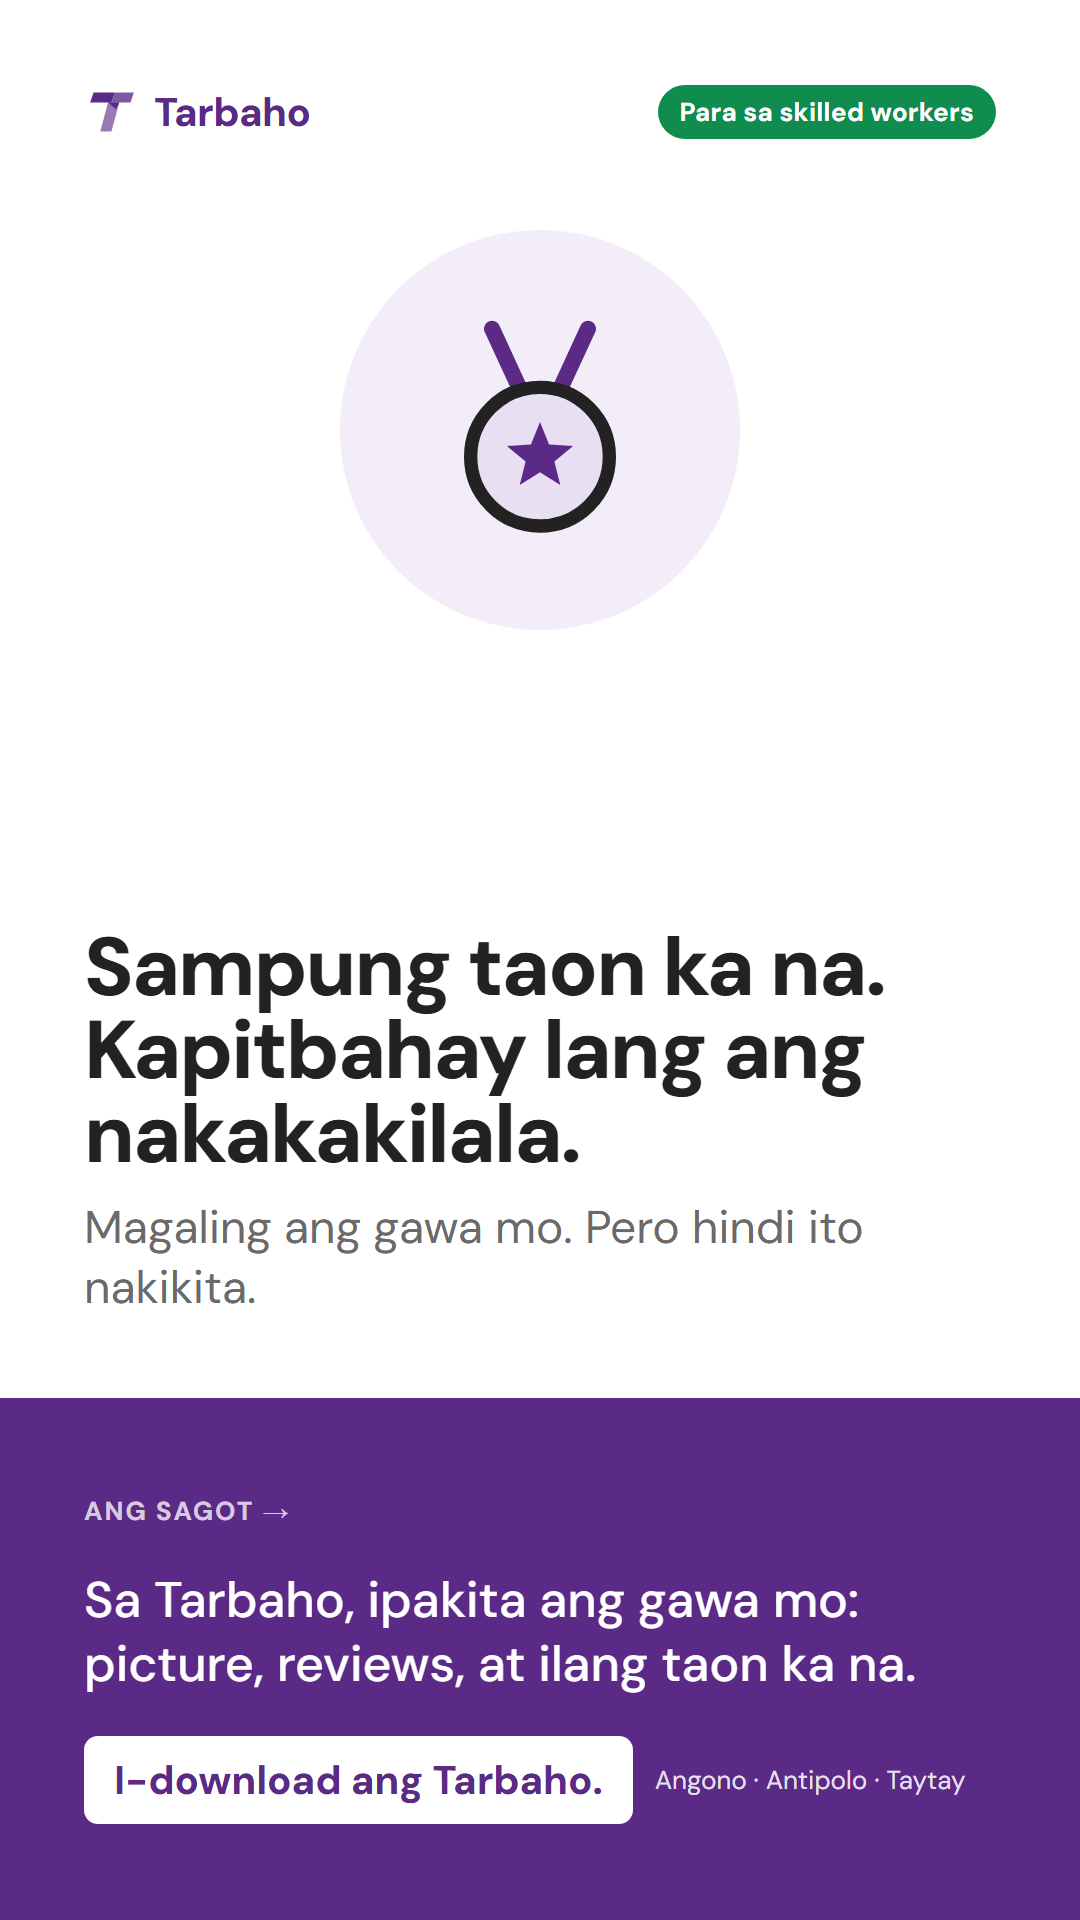 Tarbaho
Para sa skilled workers
Sampung taon ka na.
Kapitbahay lang ang
nakakakilala.
Magaling ang gawa mo. Pero hindi ito
nakikita.
ANG SAGOT →
Sa Tarbaho, ipakita ang gawa mo:
picture, reviews, at ilang taon ka na.
I-download ang Tarbaho.
Angono · Antipolo · Taytay